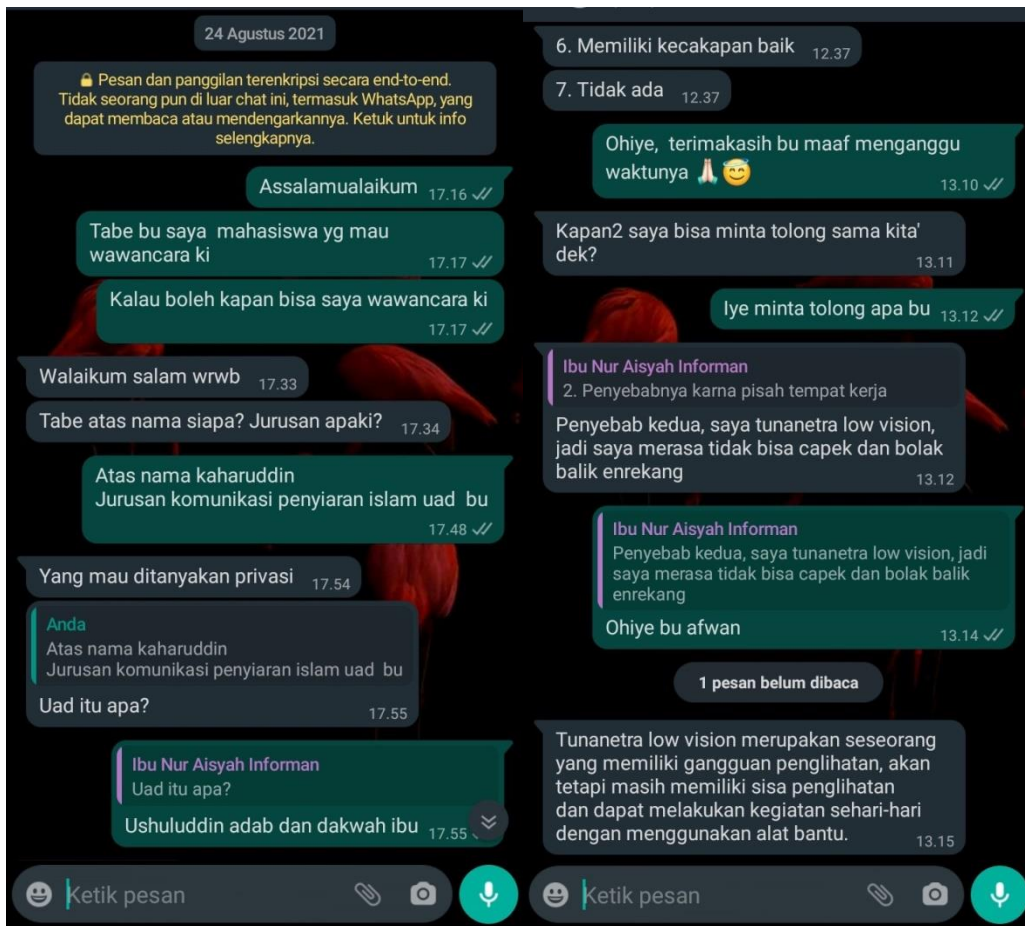 24 Agustus 2021
🔒 Pesan dan panggilan terenkripsi secara end-to-end.
Tidak seorang pun di luar chat ini, termasuk WhatsApp, yang
dapat membaca atau mendengarkannya. Ketuk untuk info
selengkapnya.
Assalamualaikum 17.16
Tabe bu saya mahasiswa yg mau
wawancara ki 17.17
Kalau boleh kapan bisa saya wawancara ki
17.17
Walaikum salam wrwb 17.33
Tabe atas nama siapa? Jurusan apaki? 17.34
Atas nama kaharuddin
Jurusan komunikasi penyiaran islam uad bu
17.48
Yang mau ditanyakan privasi 17.54
Anda
Atas nama kaharuddin
Jurusan komunikasi penyiaran islam uad bu
Uad itu apa? 17.55
Ibu Nur Aisyah Informan
Uad itu apa?
Ushuluddin adab dan dakwah ibu 17.55
Ketik pesan
6. Memiliki kecakapan baik 12.37
7. Tidak ada 12.37
Ohiye, terimakasih bu maaf menganggu
waktunya 🙏🏻😇 13.10
Kapan2 saya bisa minta tolong sama kita'
dek? 13.11
Iye minta tolong apa bu 13.12
Ibu Nur Aisyah Informan
2. Penyebabnya karna pisah tempat kerja
Penyebab kedua, saya tunanetra low vision,
jadi saya merasa tidak bisa capek dan bolak
balik enrekang 13.12
Ibu Nur Aisyah Informan
Penyebab kedua, saya tunanetra low vision, jadi
saya merasa tidak bisa capek dan bolak balik
enrekang
Ohiye bu afwan 13.14
1 pesan belum dibaca
Tunanetra low vision merupakan seseorang
yang memiliki gangguan penglihatan, akan
tetapi masih memiliki sisa penglihatan
dan dapat melakukan kegiatan sehari-hari
dengan menggunakan alat bantu. 13.15
Ketik pesan